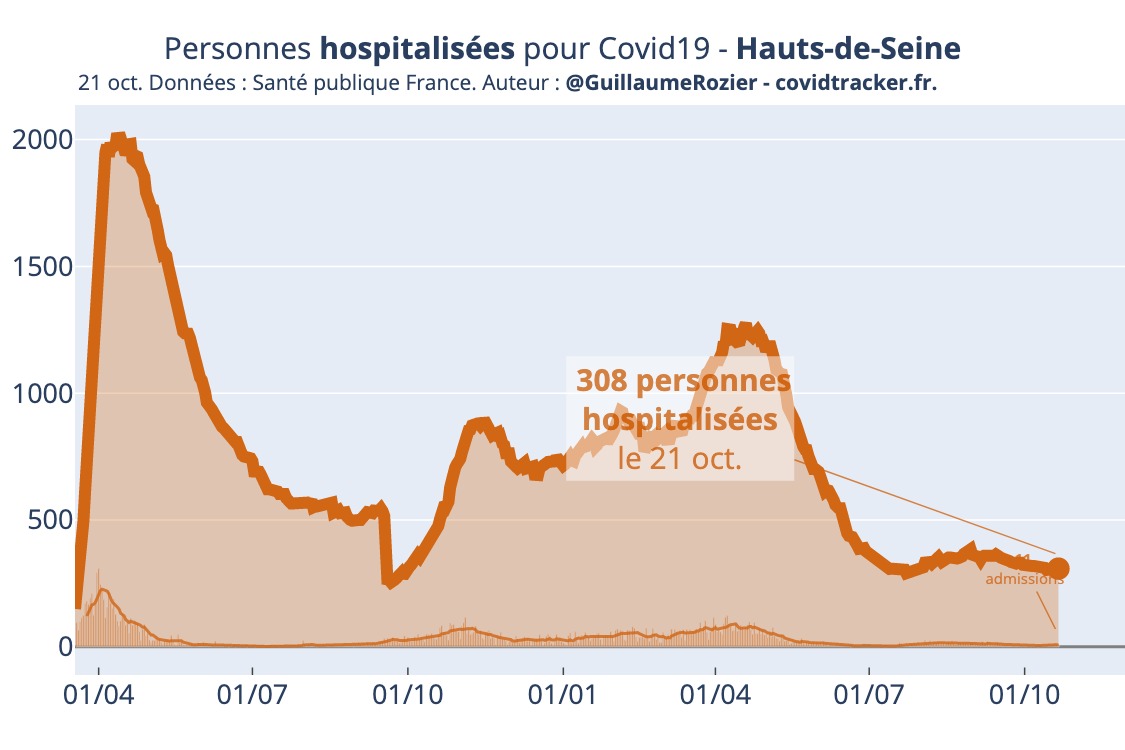 Personnes hospitalisées pour Covid19 - Hauts-de-Seine
21 oct. Données : Santé publique France. Auteur : @GuillaumeRozier - covidtracker.fr.
2000
1500
1000
500
0
308 personnes
hospitalisées
le 21 oct.
11
admissions
01/04 01/07 01/10 01/01 01/04 01/07 01/10